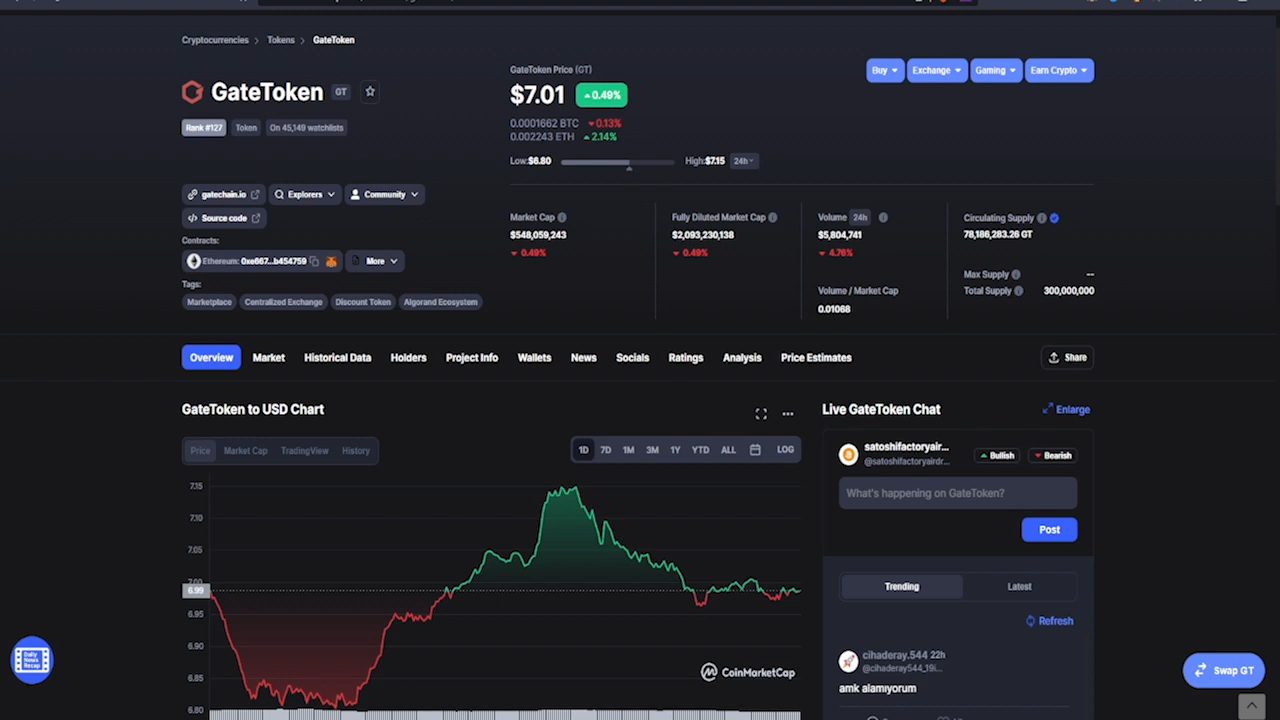 Cryptocurrencies > Tokens > GateToken
GateToken GT
Rank #127 Token On 45,149 watchlists
GateToken Price (GT)
$7.01 0.49%
0.0001662 BTC 0.13%
0.002243 ETH 2.14%
Low:$6.80 High:$7.15 24h
Buy Exchange Gaming Earn Crypto
gatechain.io Explorers Community
Source code
Contracts:
Ethereum: 0xe667...b454759 More
Tags:
Marketplace Centralized Exchange Discount Token Algorand Ecosystem
Market Cap
$548,059,243
0.49%
Fully Diluted Market Cap
$2,093,230,138
0.49%
Volume 24h
$5,804,741
4.76%
Volume / Market Cap
0.01068
Circulating Supply
78,186,283.26 GT
Max Supply --
Total Supply 300,000,000
Overview Market Historical Data Holders Project Info Wallets News Socials Ratings Analysis Price Estimates Share
GateToken to USD Chart
Price Market Cap TradingView History
1D 7D 1M 3M 1Y YTD ALL LOG
7.15
7.10
7.05
7.00
6.99
6.95
6.90
6.85
6.80
CoinMarketCap
Live GateToken Chat Enlarge
satoshifactoryair...
@satoshifactoryairdr...
Bullish Bearish
What's happening on GateToken?
Post
Trending Latest
Refresh
cihaderay.544 22h
@cihaderay544_19i...
amk alamıyorum
Daily
News
Recap
Swap GT